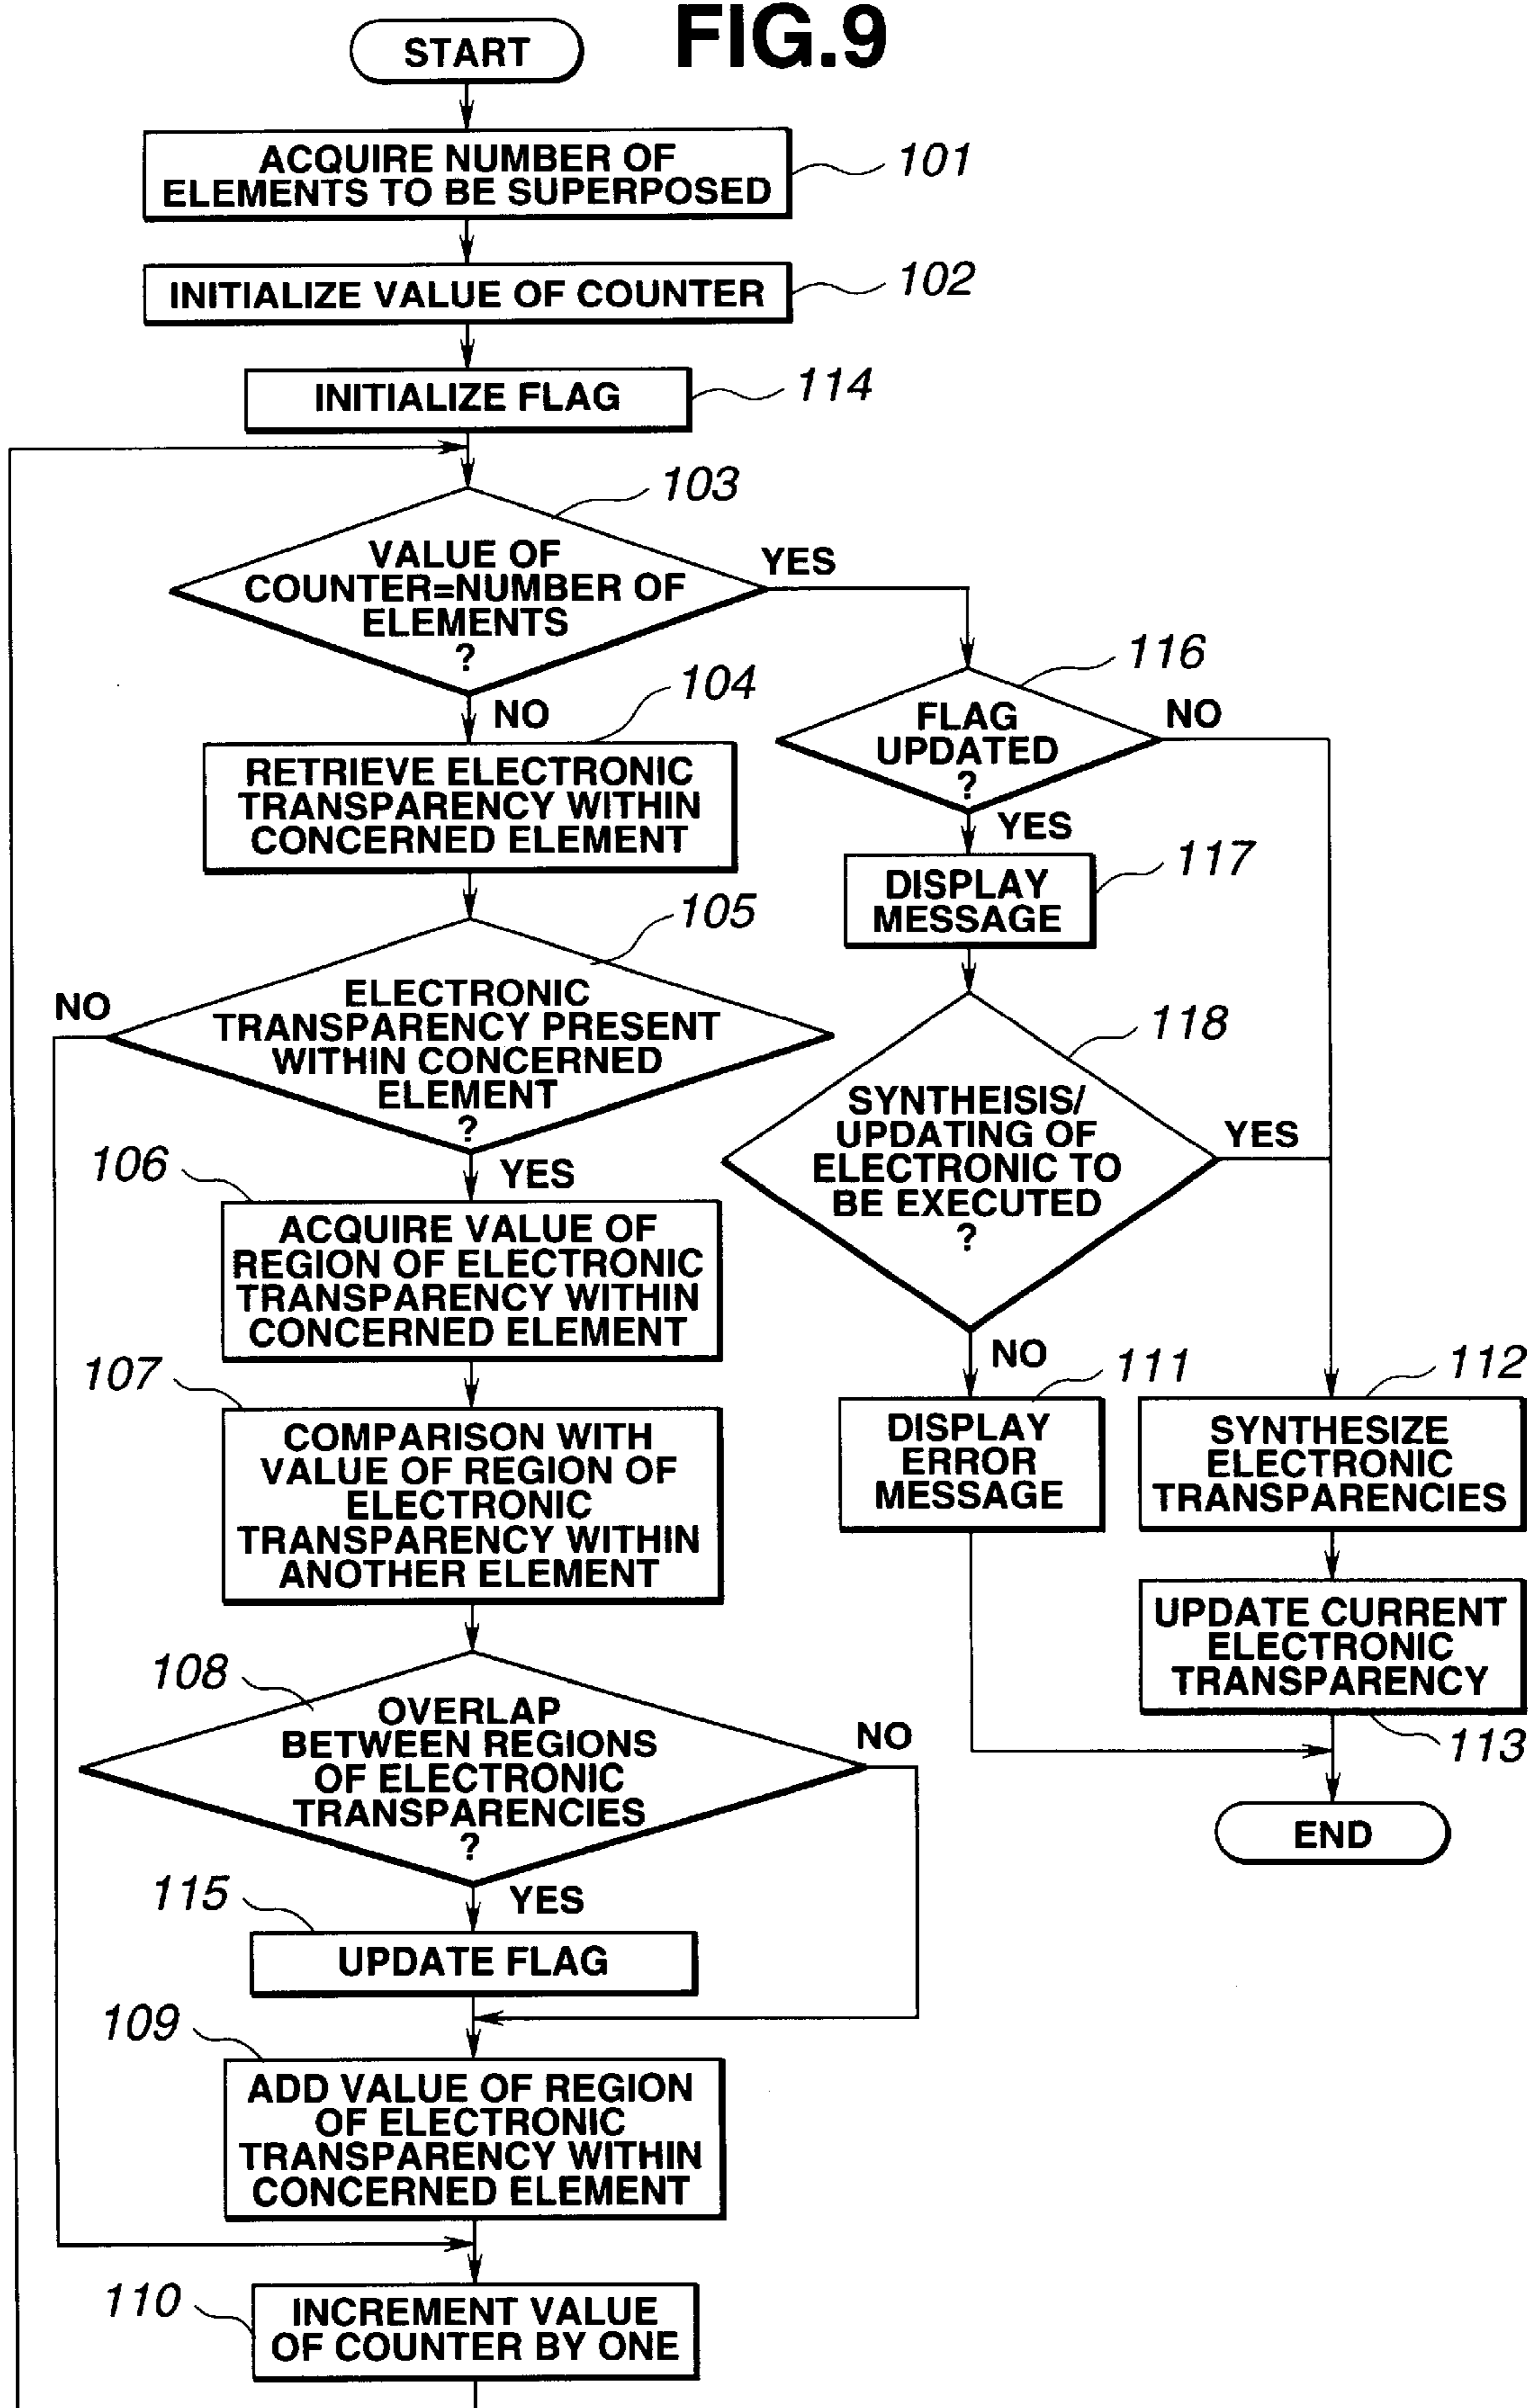 FIG.9
START
ACQUIRE NUMBER OF
ELEMENTS TO BE SUPERPOSED
101
INITIALIZE VALUE OF COUNTER
102
INITIALIZE FLAG
114
103
VALUE OF
COUNTER=NUMBER OF
ELEMENTS
?
YES
NO
104
RETRIEVE ELECTRONIC
TRANSPARENCY WITHIN
CONCERNED ELEMENT
105
ELECTRONIC
TRANSPARENCY PRESENT
WITHIN CONCERNED
ELEMENT
?
NO
YES
106
ACQUIRE VALUE OF
REGION OF ELECTRONIC
TRANSPARENCY WITHIN
CONCERNED ELEMENT
107
COMPARISON WITH
VALUE OF REGION OF
ELECTRONIC
TRANSPARENCY WITHIN
ANOTHER ELEMENT
108
OVERLAP
BETWEEN REGIONS
OF ELECTRONIC
TRANSPARENCIES
?
NO
YES
115
UPDATE FLAG
109
ADD VALUE OF REGION
OF ELECTRONIC
TRANSPARENCY WITHIN
CONCERNED ELEMENT
110
INCREMENT VALUE
OF COUNTER BY ONE
116
FLAG
UPDATED
?
NO
YES
117
DISPLAY
MESSAGE
118
SYNTHEISIS/
UPDATING OF
ELECTRONIC TO
BE EXECUTED
?
YES
NO
111
DISPLAY
ERROR
MESSAGE
112
SYNTHESIZE
ELECTRONIC
TRANSPARENCIES
UPDATE CURRENT
ELECTRONIC
TRANSPARENCY
113
END